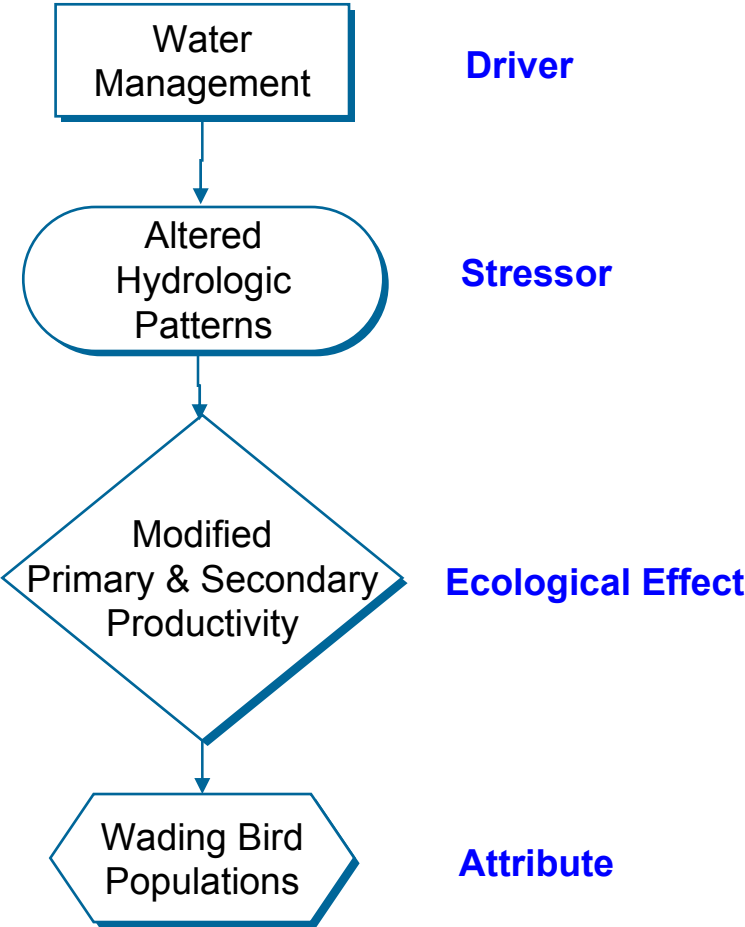 Water
Management
Driver
Altered
Hydrologic
Patterns
Stressor
Modified
Primary & Secondary
Productivity
Ecological Effect
Wading Bird
Populations
Attribute